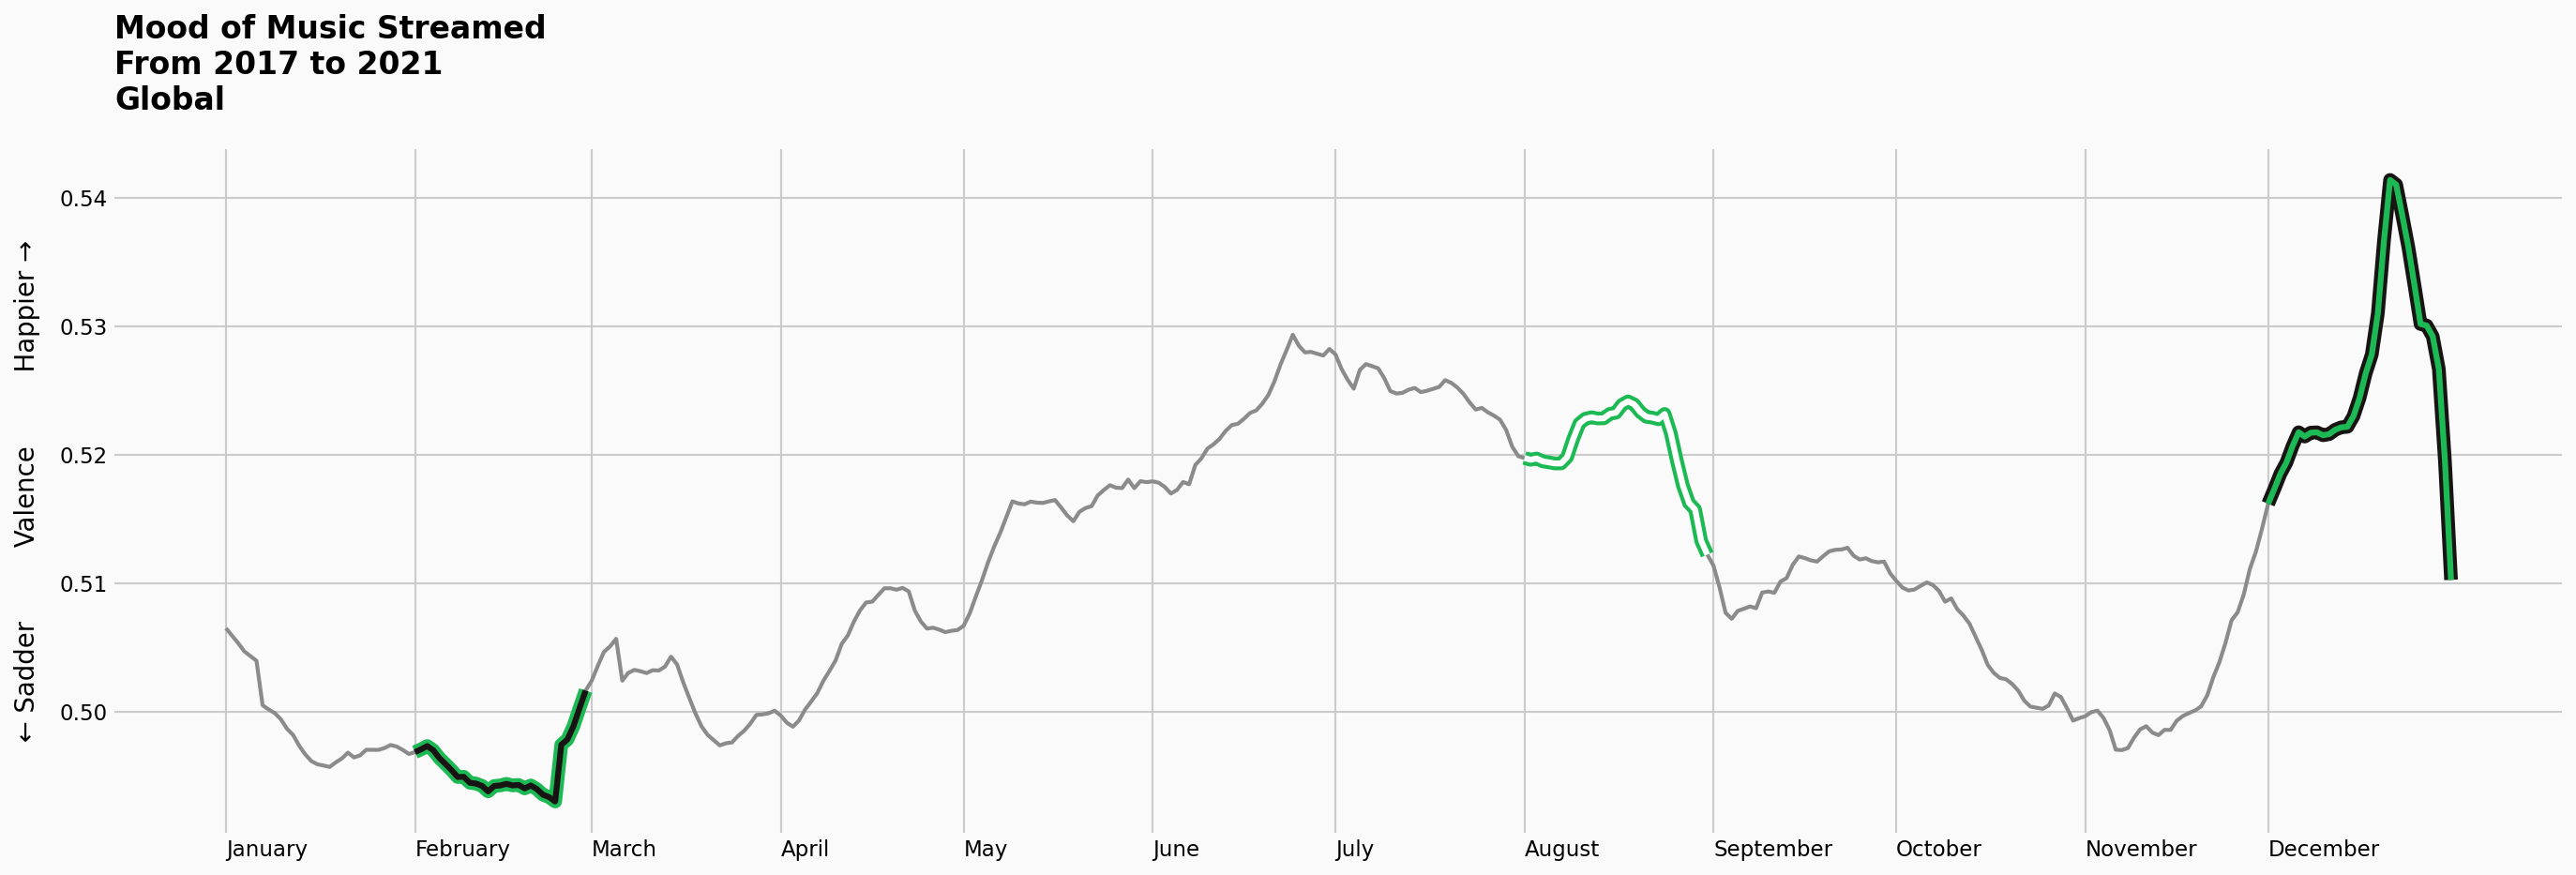 Mood of Music Streamed
From 2017 to 2021
Global
0.54
0.53
0.52
0.51
0.50
← Sadder      Valence      Happier →
January
February
March
April
May
June
July
August
September
October
November
December